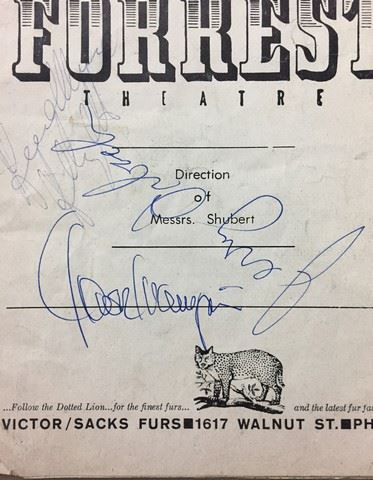 FORREST
THEATRE
Direction
of
Messrs. Shubert
...Follow the Dotted Lion...for the finest furs...
and the latest fur fa
VICTOR/SACKS FURS■1617 WALNUT ST.■PH